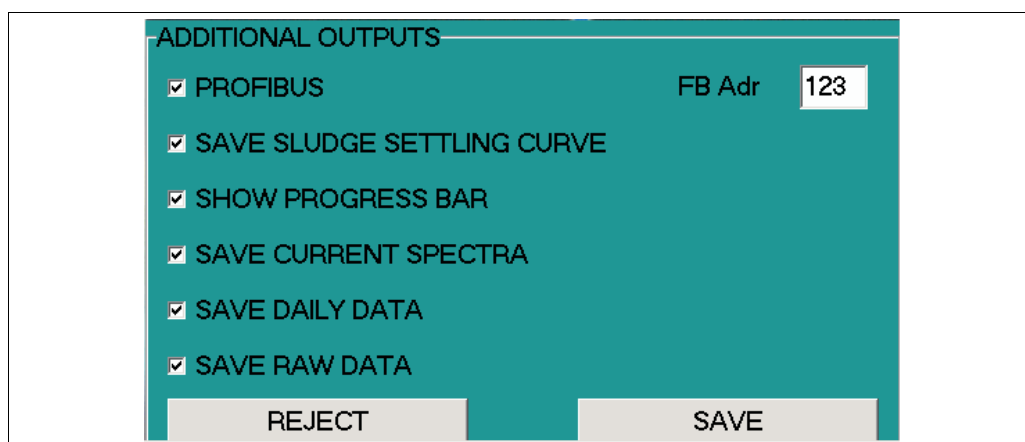 ADDITIONAL OUTPUTS
PROFIBUS FB Adr 123
SAVE SLUDGE SETTLING CURVE
SHOW PROGRESS BAR
SAVE CURRENT SPECTRA
SAVE DAILY DATA
SAVE RAW DATA
REJECT SAVE